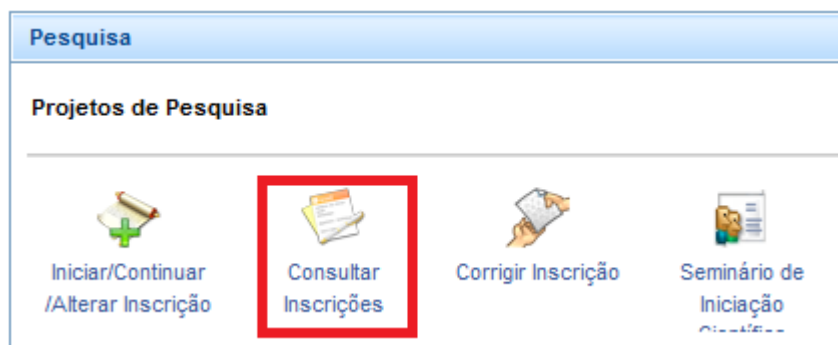 Pesquisa
Projetos de Pesquisa
Iniciar/Continuar
/Alterar Inscrição
Consultar
Inscrições
Corrigir Inscrição
Seminário de
Iniciação